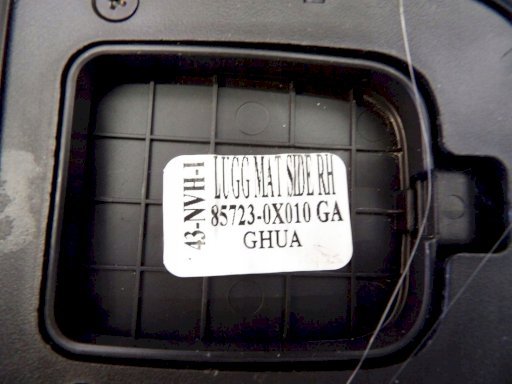 43-NVH-1
LUGG MAT SIDE RH
85723-0X010 GA
GHUA